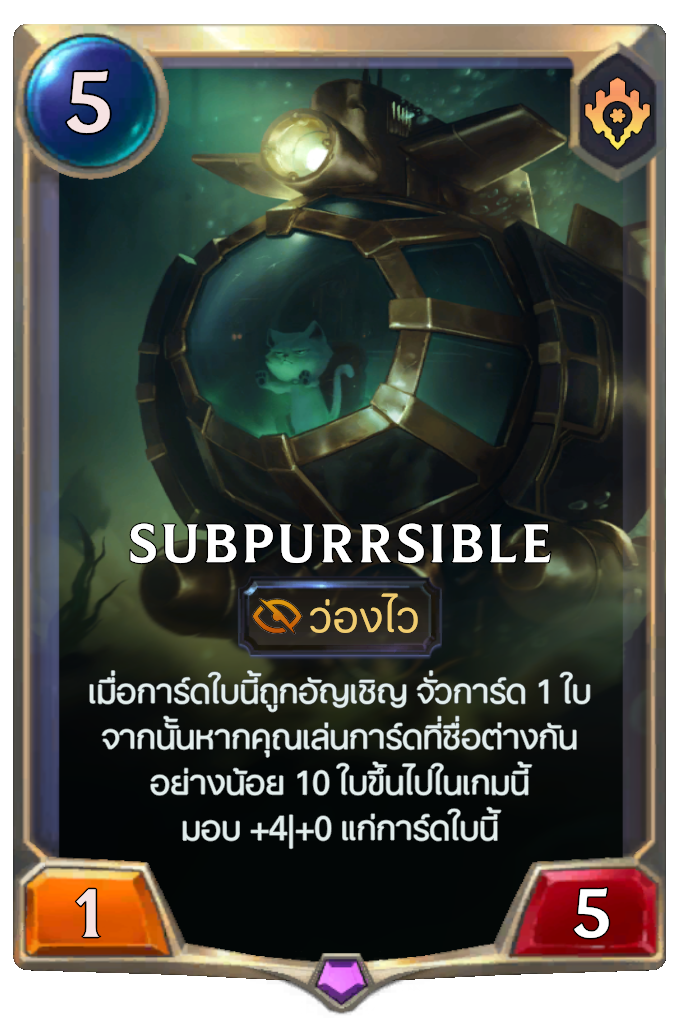 5
SUBPURRSIBLE
ว่องไว
เมื่อการ์ดใบนี้ถูกอัญเชิญ จั่วการ์ด 1 ใบ
จากนั้นหากคุณเล่นการ์ดที่ชื่อต่างกัน
อย่างน้อย 10 ใบขึ้นไปในเกมนี้
มอบ +4|+0 แก่การ์ดใบนี้
1
5